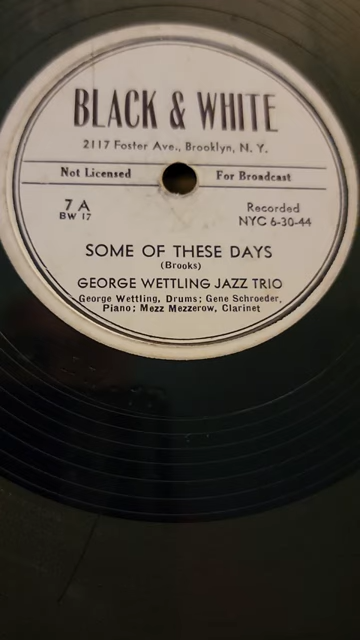 BLACK & WHITE
2117 Foster Ave., Brooklyn, N. Y.
Not Licensed For Broadcast
7 A Recorded
BW 17 NYC 6-30-44
SOME OF THESE DAYS
(Brooks)
GEORGE WETTLING JAZZ TRIO
George Wettling, Drums; Gene Schroeder,
Piano; Mezz Mezzerow, Clarinet